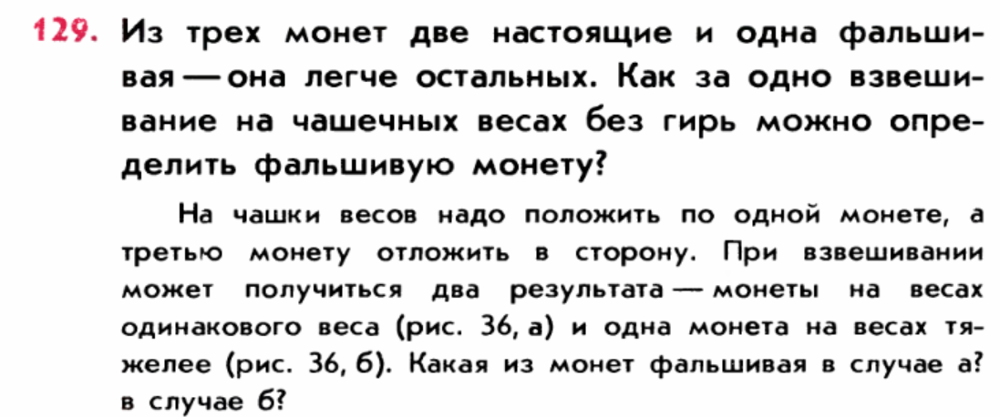 129. Из трех монет две настоящие и одна фальши-
вая — она легче остальных. Как за одно взвеши-
вание на чашечных весах без гирь можно опре-
делить фальшивую монету?
На чашки весов надо положить по одной монете, а
третью монету отложить в сторону. При взвешивании
может получиться два результата — монеты на весах
одинакового веса (рис. 36, а) и одна монета на весах тя-
желее (рис. 36, б). Какая из монет фальшивая в случае а?
в случае б?